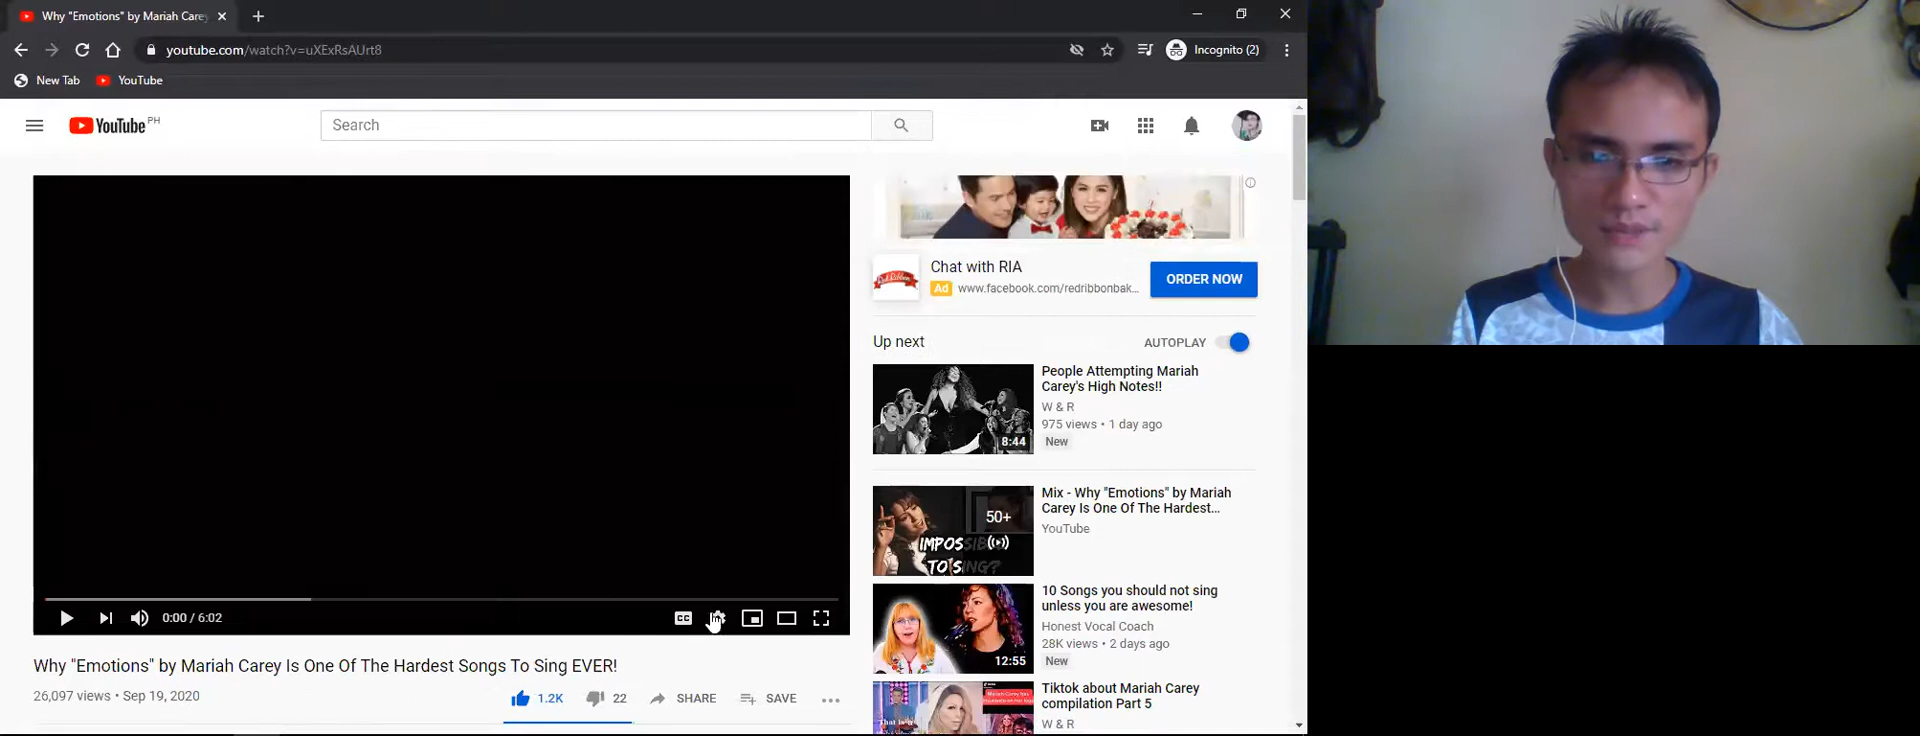 Why "Emotions" by Mariah Carey
youtube.com/watch?v=uXExRsAUrt8
Incognito (2)
New Tab
YouTube
YouTube PH
Search
Chat with RIA
Ad www.facebook.com/redribbonbak...
ORDER NOW
Up next
AUTOPLAY
People Attempting Mariah
Carey's High Notes!!
W & R
975 views • 1 day ago
New
8:44
Mix - Why "Emotions" by Mariah
Carey Is One Of The Hardest...
YouTube
50+
IMPOSSIB
TO SING?
10 Songs you should not sing
unless you are awesome!
Honest Vocal Coach
28K views • 2 days ago
New
12:55
Tiktok about Mariah Carey
compilation Part 5
W & R
0:00 / 6:02
CC
Why "Emotions" by Mariah Carey Is One Of The Hardest Songs To Sing EVER!
26,097 views • Sep 19, 2020
1.2K
22
SHARE
SAVE